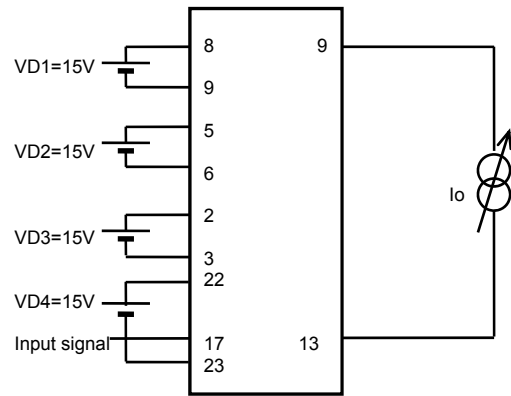 8
9
VD1=15V
9
5
VD2=15V
6
2
Io
VD3=15V
3
22
VD4=15V
Input signal
17
13
23